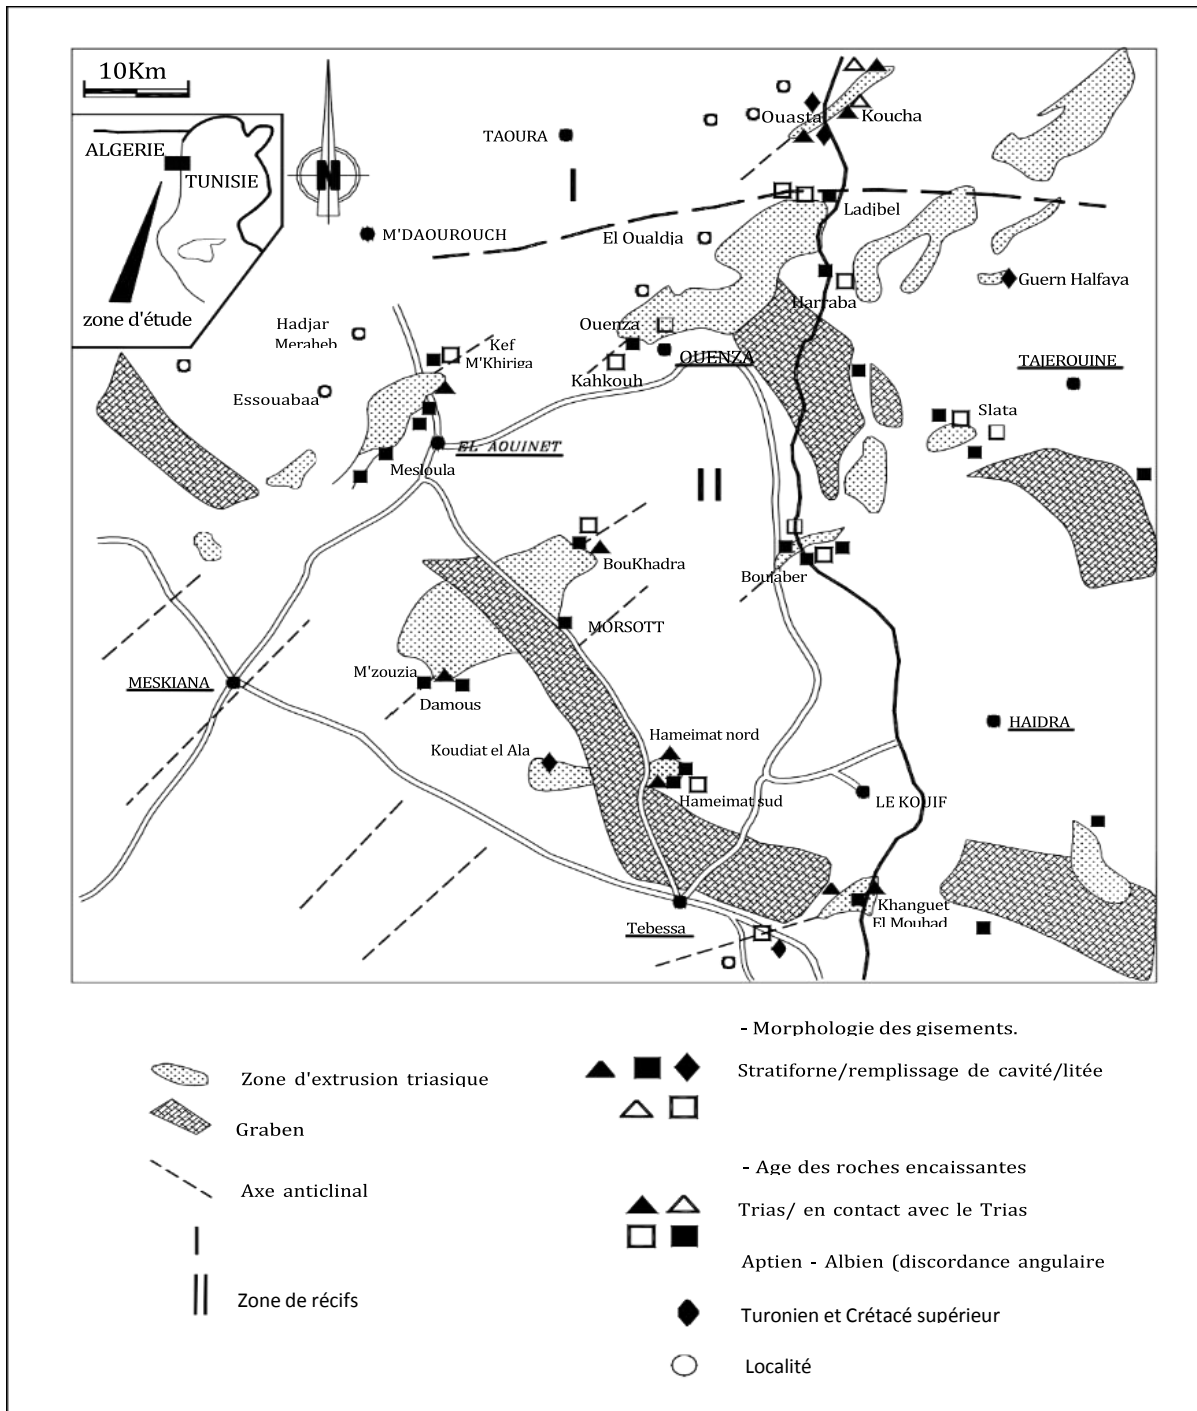 10Km
ALGERIE
TUNISIE
zone d'étude
N
TAOURA
I
M'DAOUROUCH
Ouasta
Koucha
Ladjbel
El Oualdja
Harraba
Guern Halfaya
Hadjar
Meraheh
Kef
M'Khiriga
Ouenza
OUENZA
Kahkouh
TAJEROUINE
Essouabaa
Slata
EL AOUINET
Mesloula
II
BouKhadra
Boujaber
MORSOTT
M'zouzia
MESKIANA
Damous
HAIDRA
Koudiat el Ala
Hameimat nord
Hameimat sud
LE KOUIF
Khanguet
El Mouhad
Tebessa
- Morphologie des gisements.
Zone d'extrusion triasique
Stratiforne/remplissage de cavité/litée
Graben
- Age des roches encaissantes
Axe anticlinal
Trias/ en contact avec le Trias
I
Aptien - Albien (discordance angulaire
II
Zone de récifs
Turonien et Crétacé supérieur
Localité